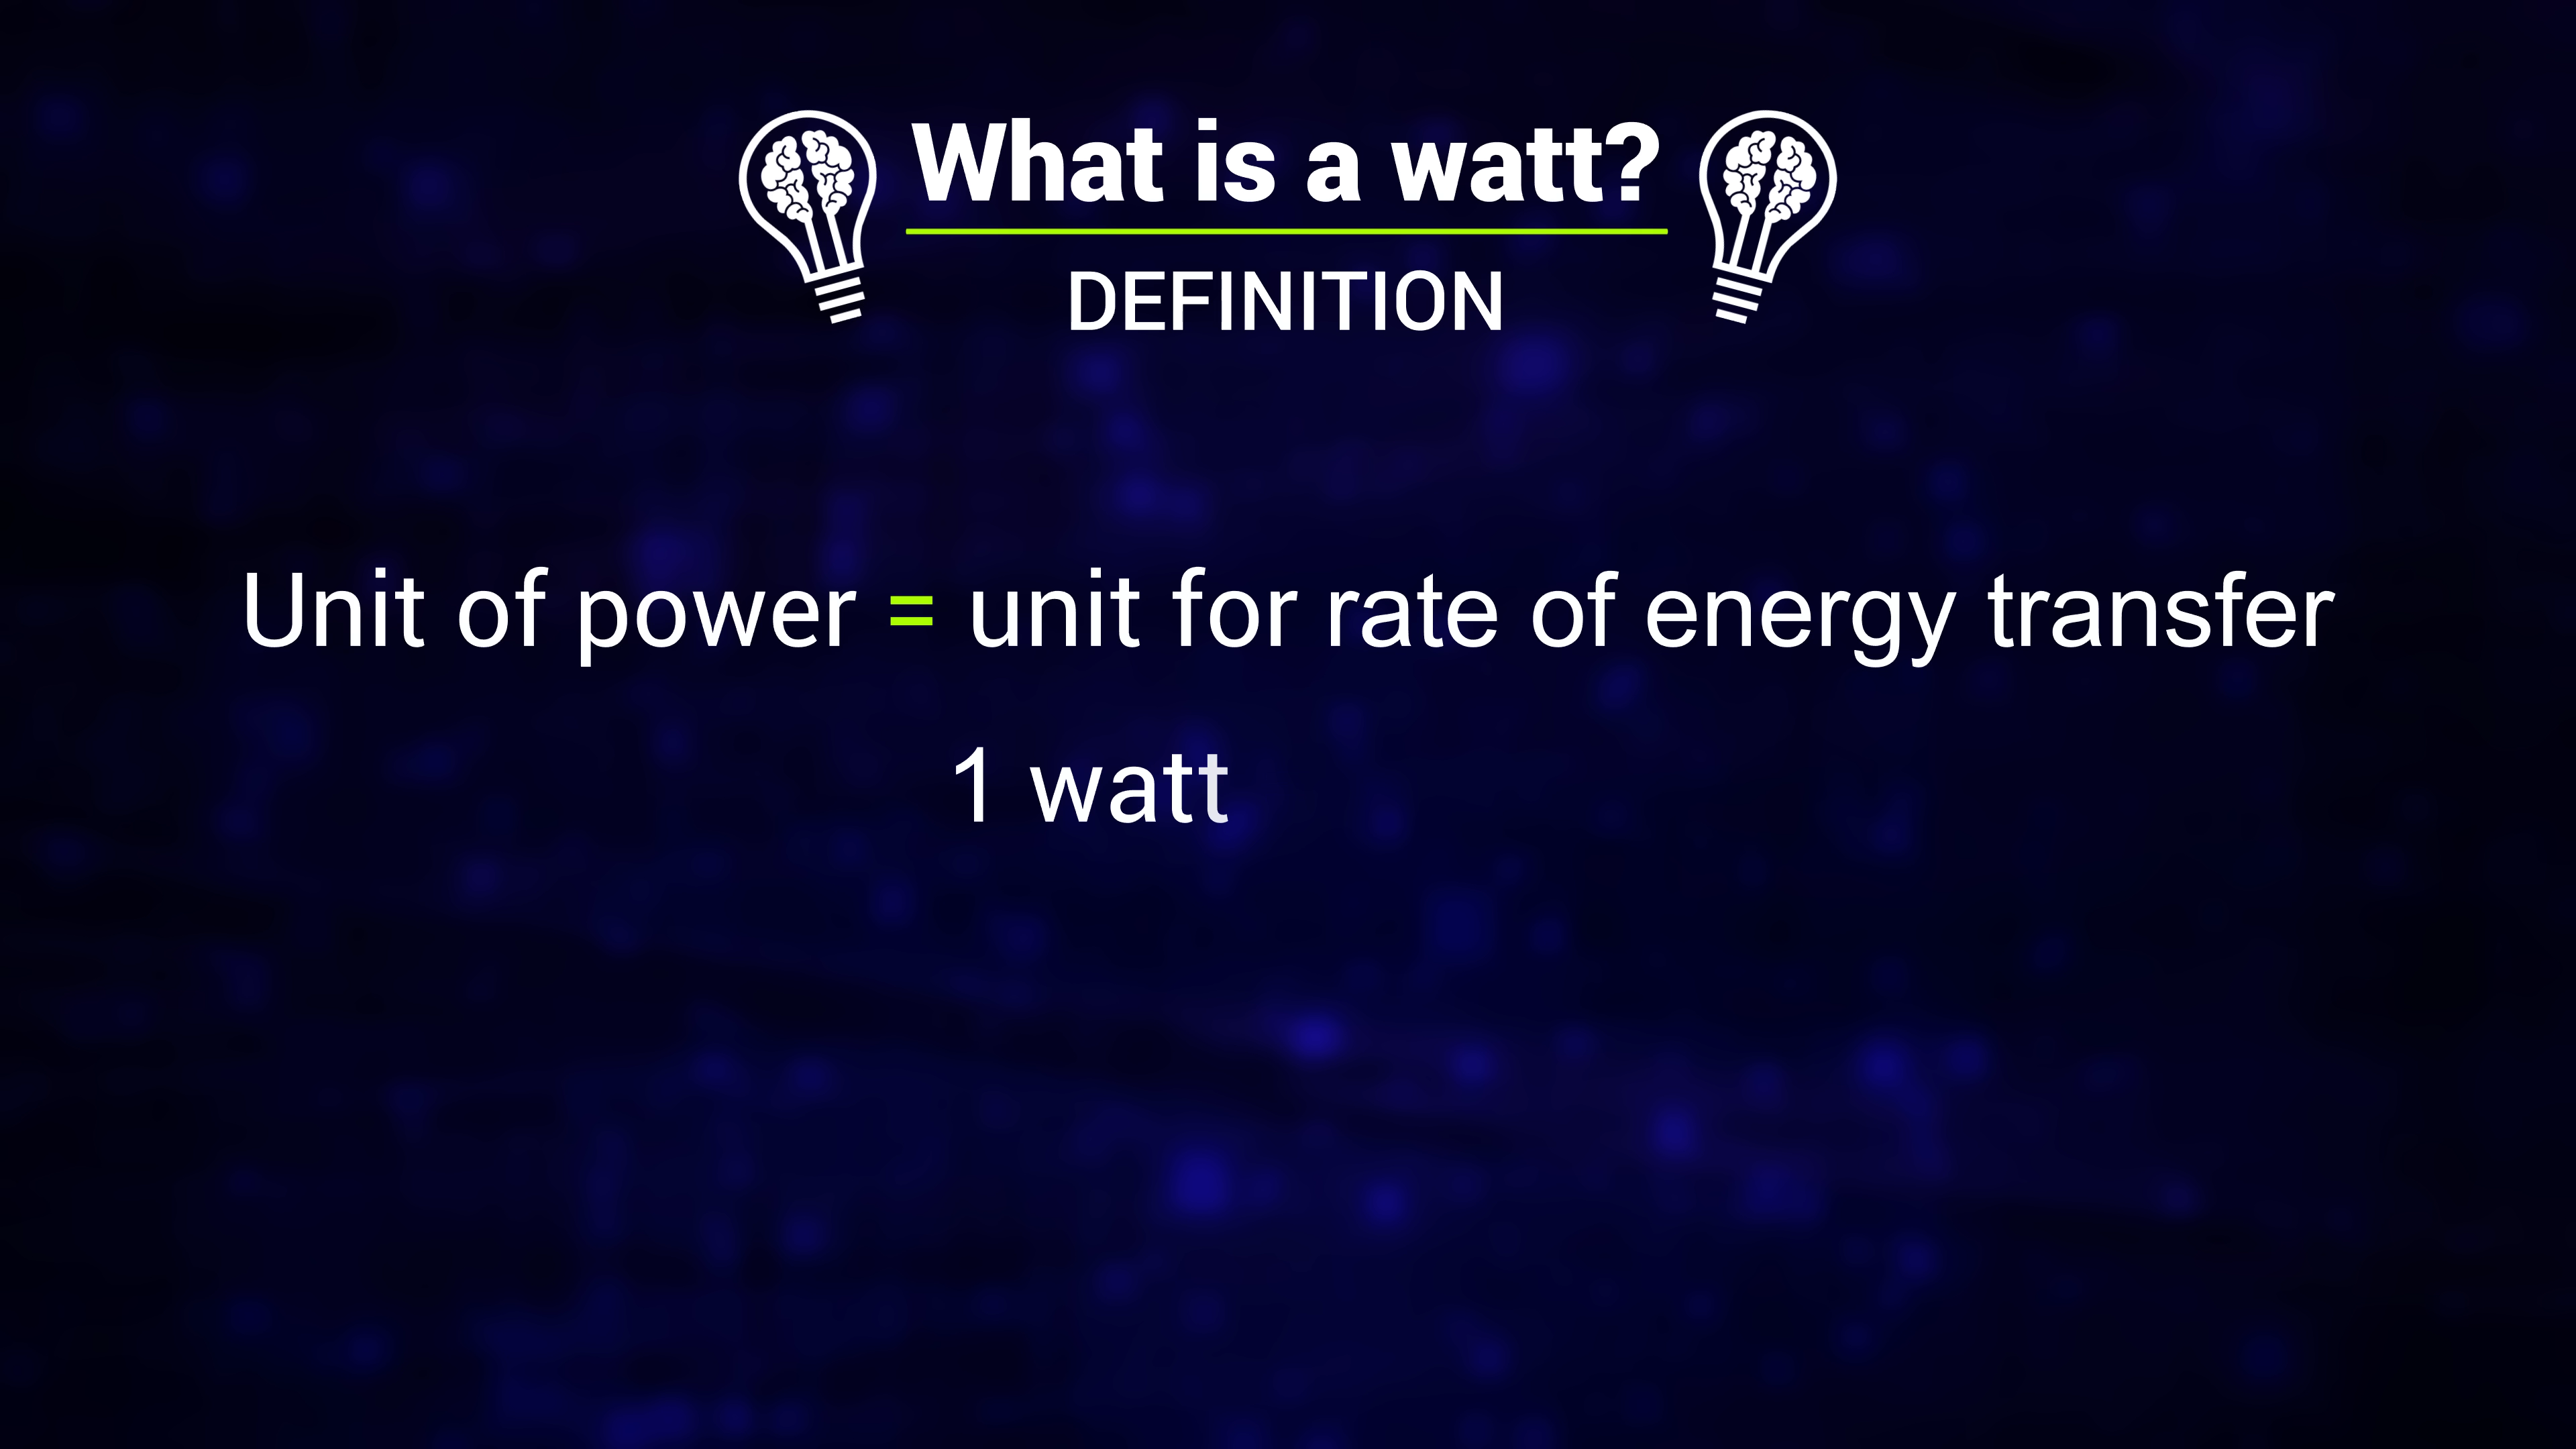 What is a watt?
DEFINITION
Unit of power = unit for rate of energy transfer
1 watt